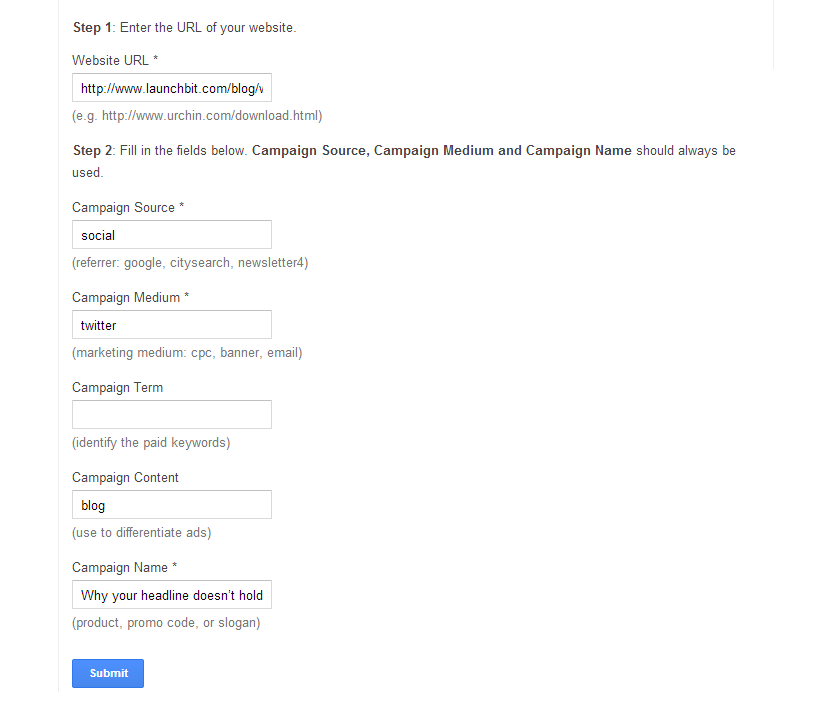 Step 1: Enter the URL of your website.
Website URL *
http://www.launchbit.com/blog/
(e.g. http://www.urchin.com/download.html)
Step 2: Fill in the fields below. Campaign Source, Campaign Medium and Campaign Name should always be
used.
Campaign Source *
social
(referrer: google, citysearch, newsletter4)
Campaign Medium *
twitter
(marketing medium: cpc, banner, email)
Campaign Term
(identify the paid keywords)
Campaign Content
blog
(use to differentiate ads)
Campaign Name *
Why your headline doesn’t hold
(product, promo code, or slogan)
Submit